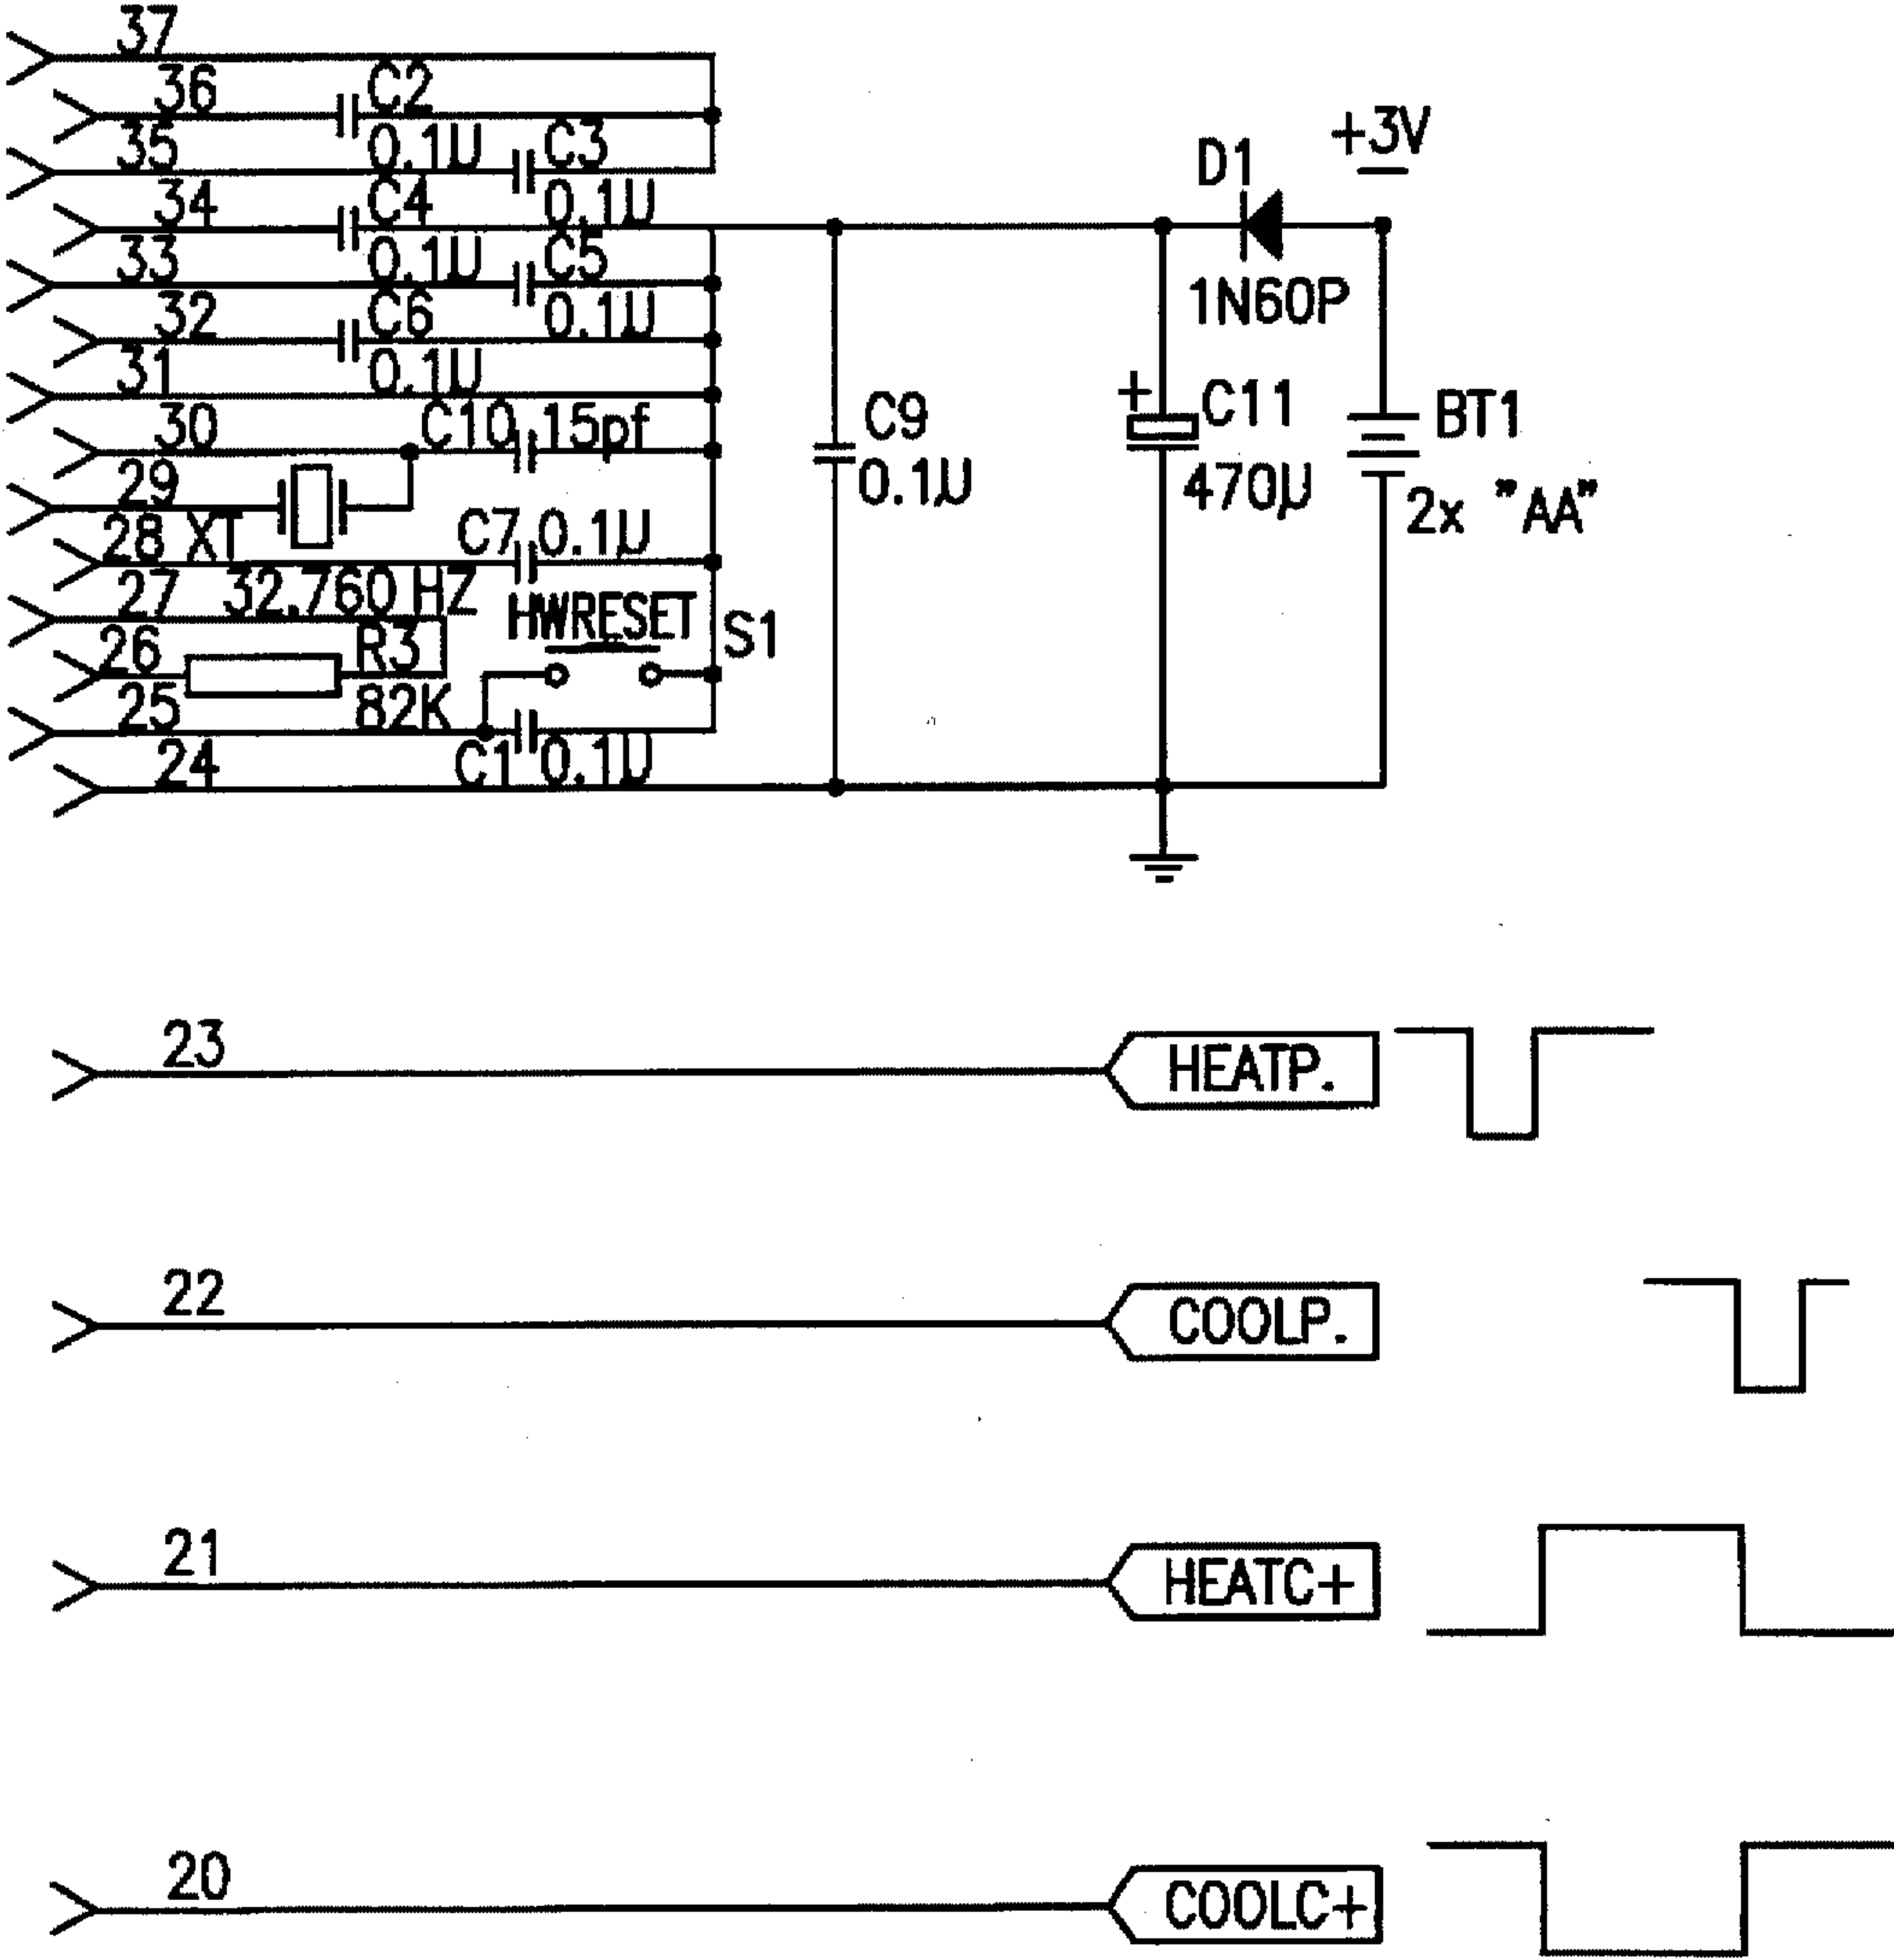 37
36 C2
35 0.1U C3
34 C4 0.1U
33 0.1U C5
32 C6 0.1U
31 0.1U
30 C10 15pf
29
28 XT C7 0.1µ
27 32.760 HZ HWRESET S1
26 R3
25 82K
24 C1 0.1U
D1 +3V
1N60P
C9
0.1µ
+ C11
470µ
BT1
2x "AA"
23 HEATP.
22 COOLP.
21 HEATC+
20 COOLC+